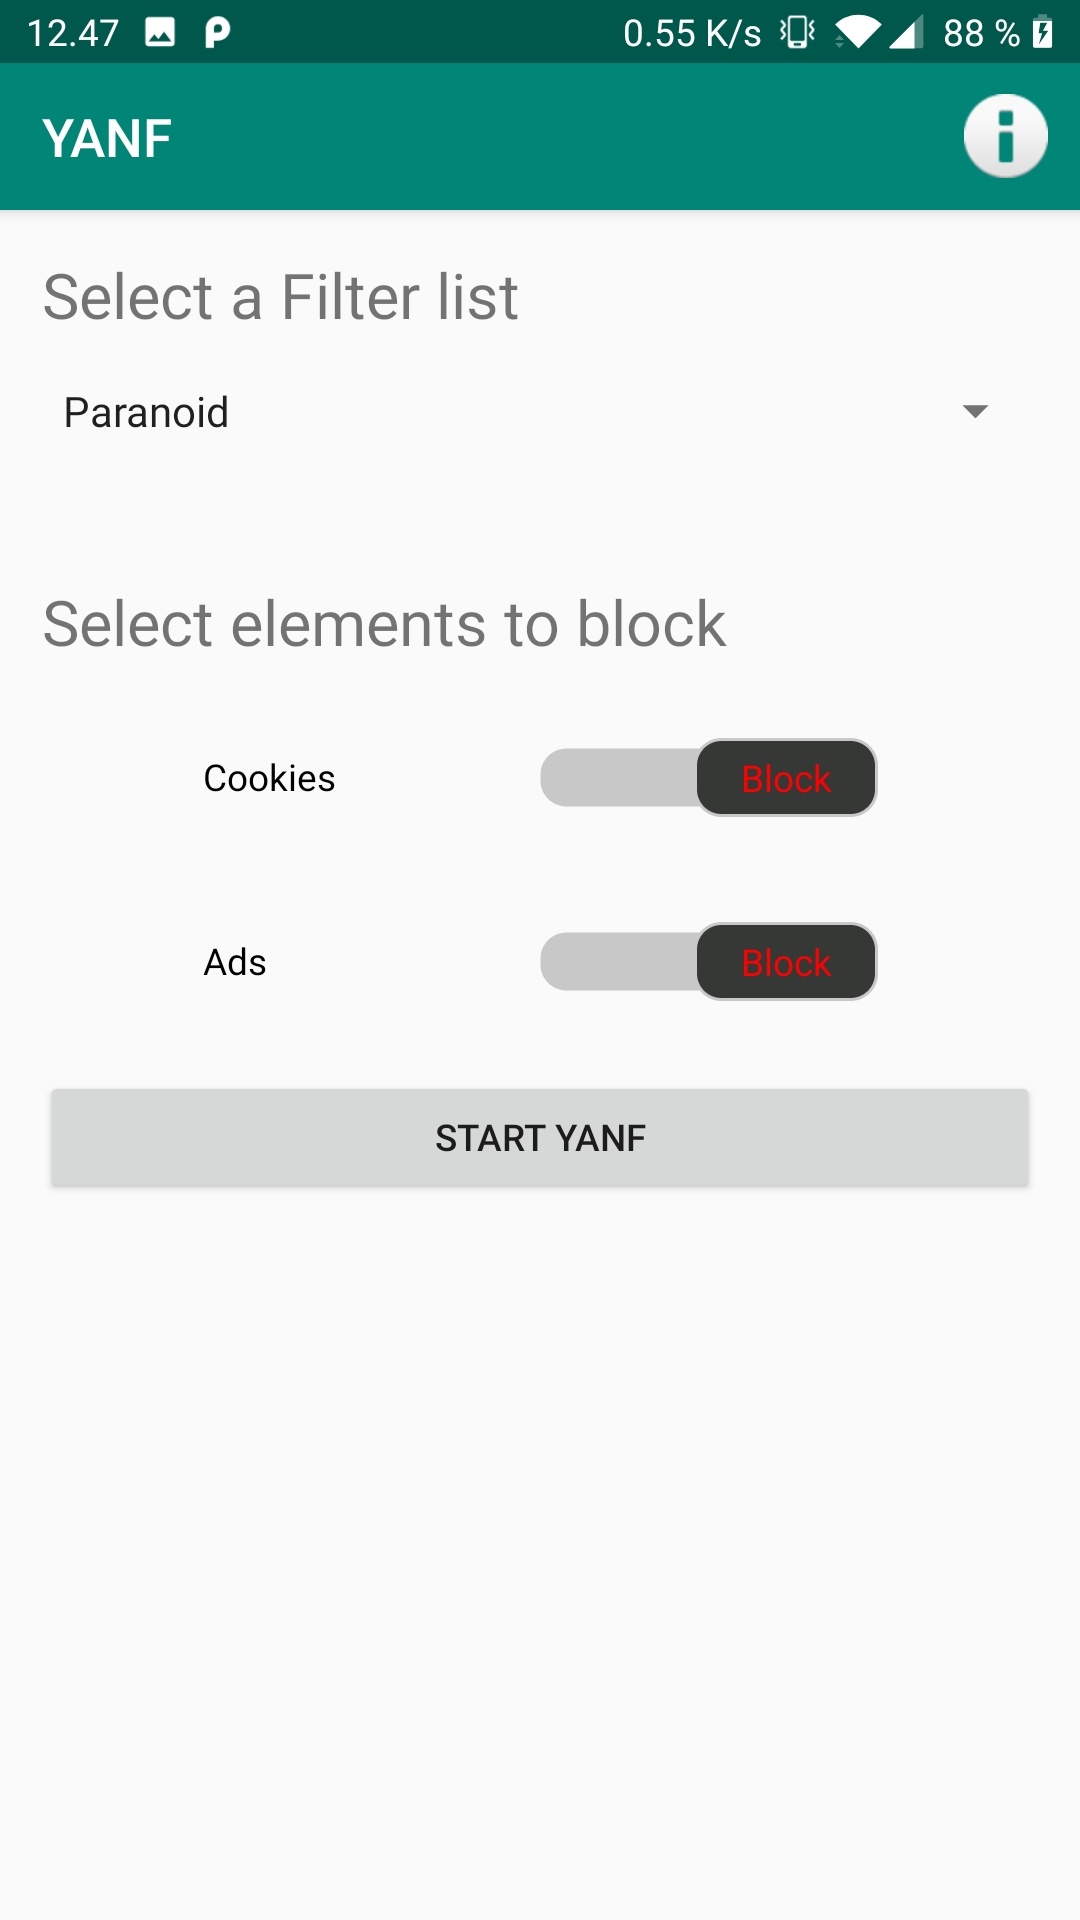 12.47 0.55 K/s 88 %
YANF
Select a Filter list
Paranoid
Select elements to block
Cookies Block
Ads Block
START YANF